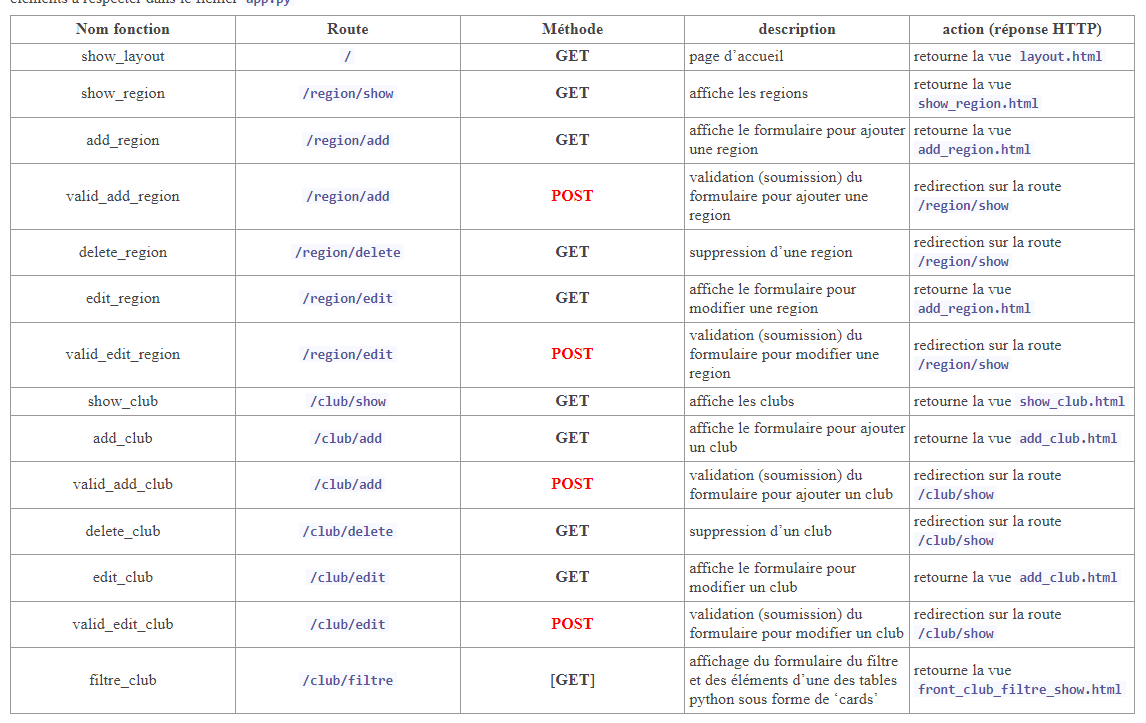 éléments à respecter dans le fichier app.py
Nom fonction Route Méthode description action (réponse HTTP)
show_layout / GET page d’accueil retourne la vue layout.html
show_region /region/show GET affiche les regions retourne la vue
show_region.html
add_region /region/add GET affiche le formulaire pour ajouter
une region
retourne la vue
add_region.html
valid_add_region /region/add POST validation (soumission) du
formulaire pour ajouter une
region
redirection sur la route
/region/show
delete_region /region/delete GET suppression d’une region redirection sur la route
/region/show
edit_region /region/edit GET affiche le formulaire pour
modifier une region
retourne la vue
add_region.html
valid_edit_region /region/edit POST validation (soumission) du
formulaire pour modifier une
region
redirection sur la route
/region/show
show_club /club/show GET affiche les clubs retourne la vue show_club.html
add_club /club/add GET affiche le formulaire pour ajouter
un club
retourne la vue add_club.html
valid_add_club /club/add POST validation (soumission) du
formulaire pour ajouter un club
redirection sur la route
/club/show
delete_club /club/delete GET suppression d’un club redirection sur la route
/club/show
edit_club /club/edit GET affiche le formulaire pour
modifier un club
retourne la vue add_club.html
valid_edit_club /club/edit POST validation (soumission) du
formulaire pour modifier un club
redirection sur la route
/club/show
filtre_club /club/filtre [GET] affichage du formulaire du filtre
et des éléments d’une des tables
python sous forme de ‘cards’
retourne la vue
front_club_filtre_show.html